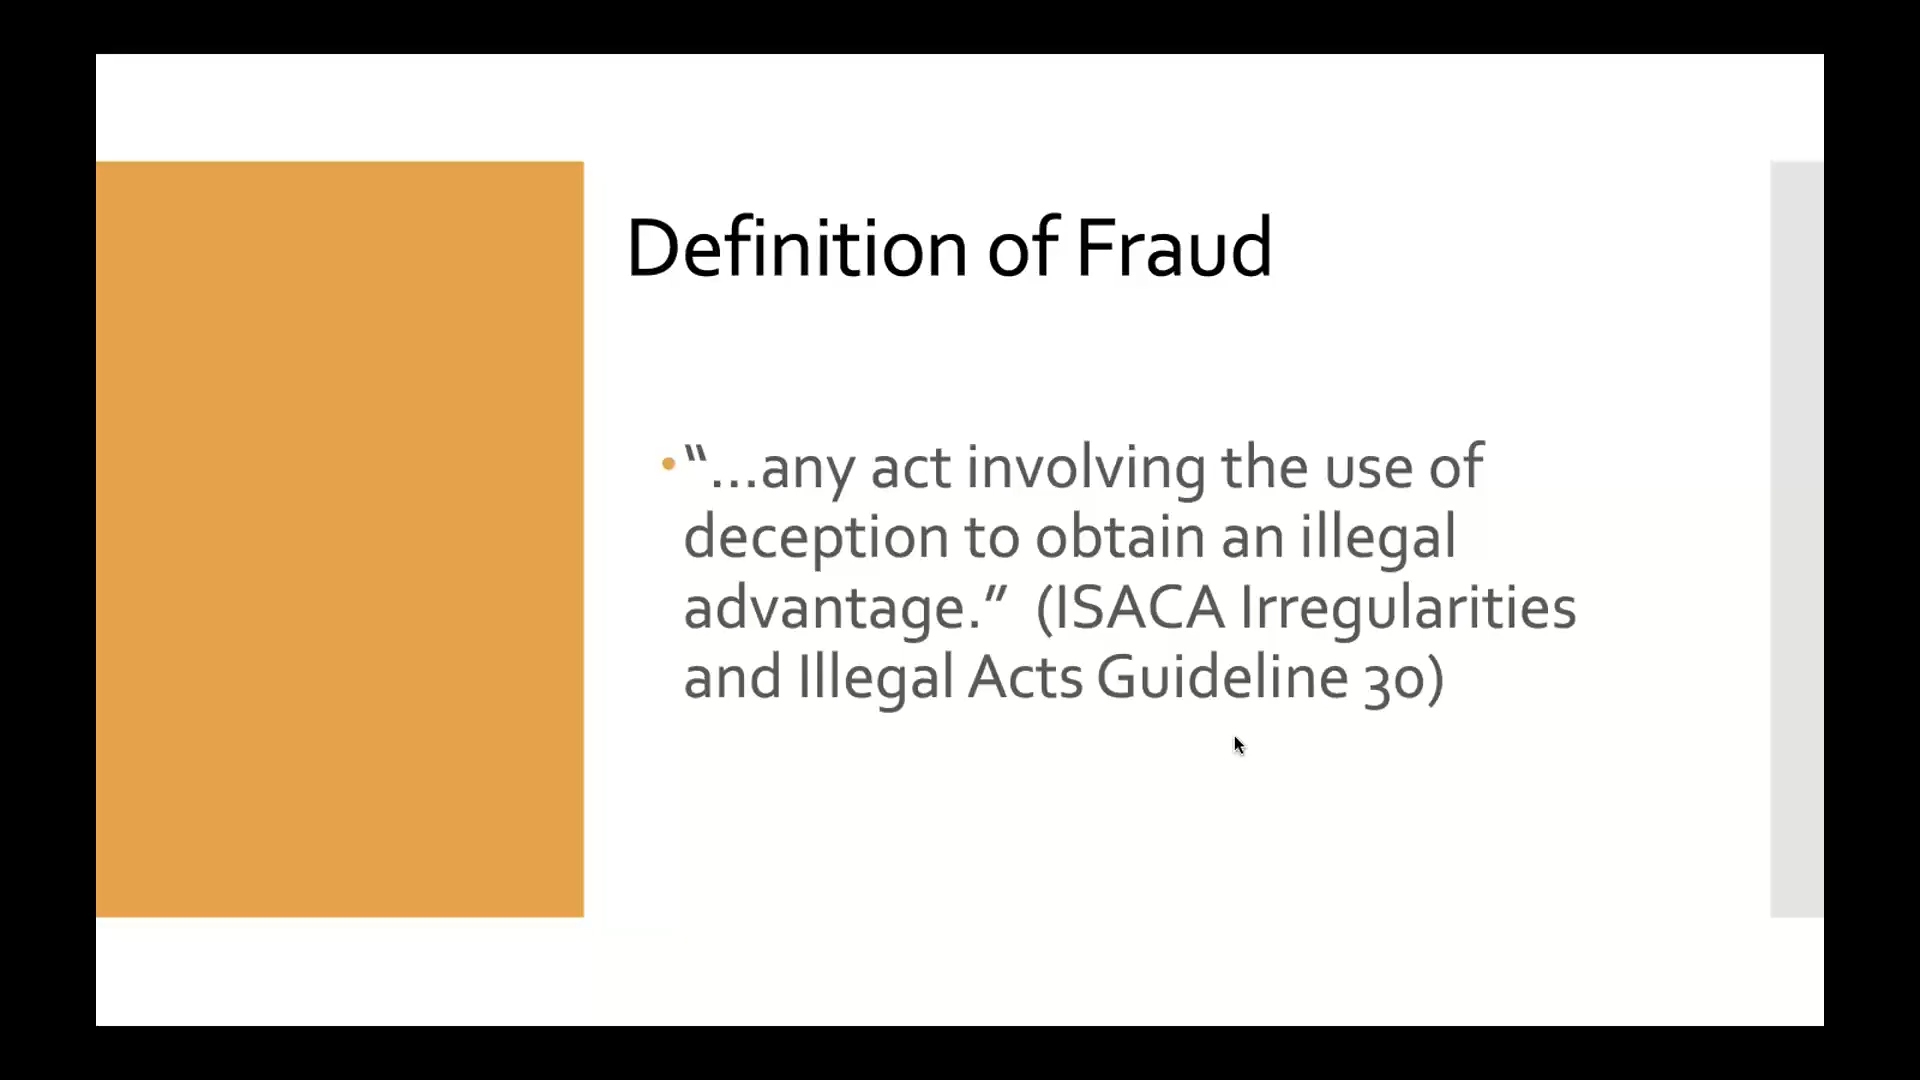 Definition of Fraud
• “...any act involving the use of
deception to obtain an illegal
advantage.”  (ISACA Irregularities
and Illegal Acts Guideline 30)